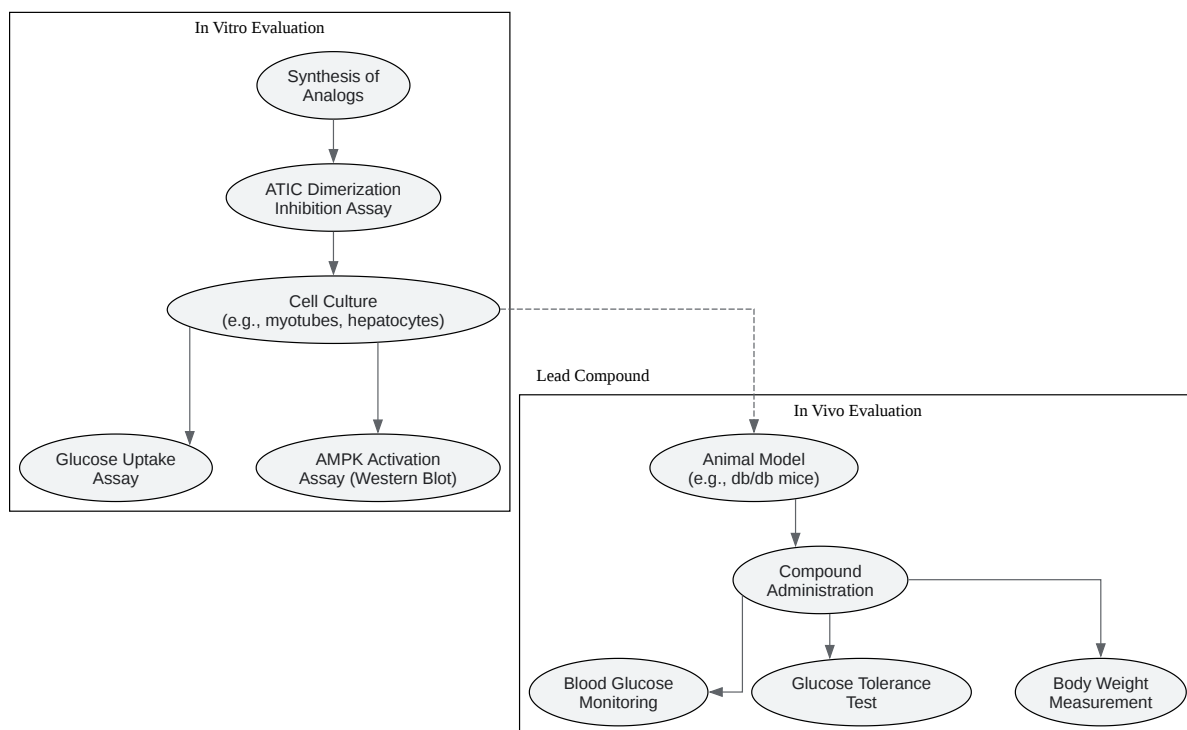 In Vitro Evaluation
Synthesis of
Analogs
ATIC Dimerization
Inhibition Assay
Cell Culture
(e.g., myotubes, hepatocytes)
Glucose Uptake
Assay
AMPK Activation
Assay (Western Blot)
Lead Compound
In Vivo Evaluation
Animal Model
(e.g., db/db mice)
Compound
Administration
Blood Glucose
Monitoring
Glucose Tolerance
Test
Body Weight
Measurement